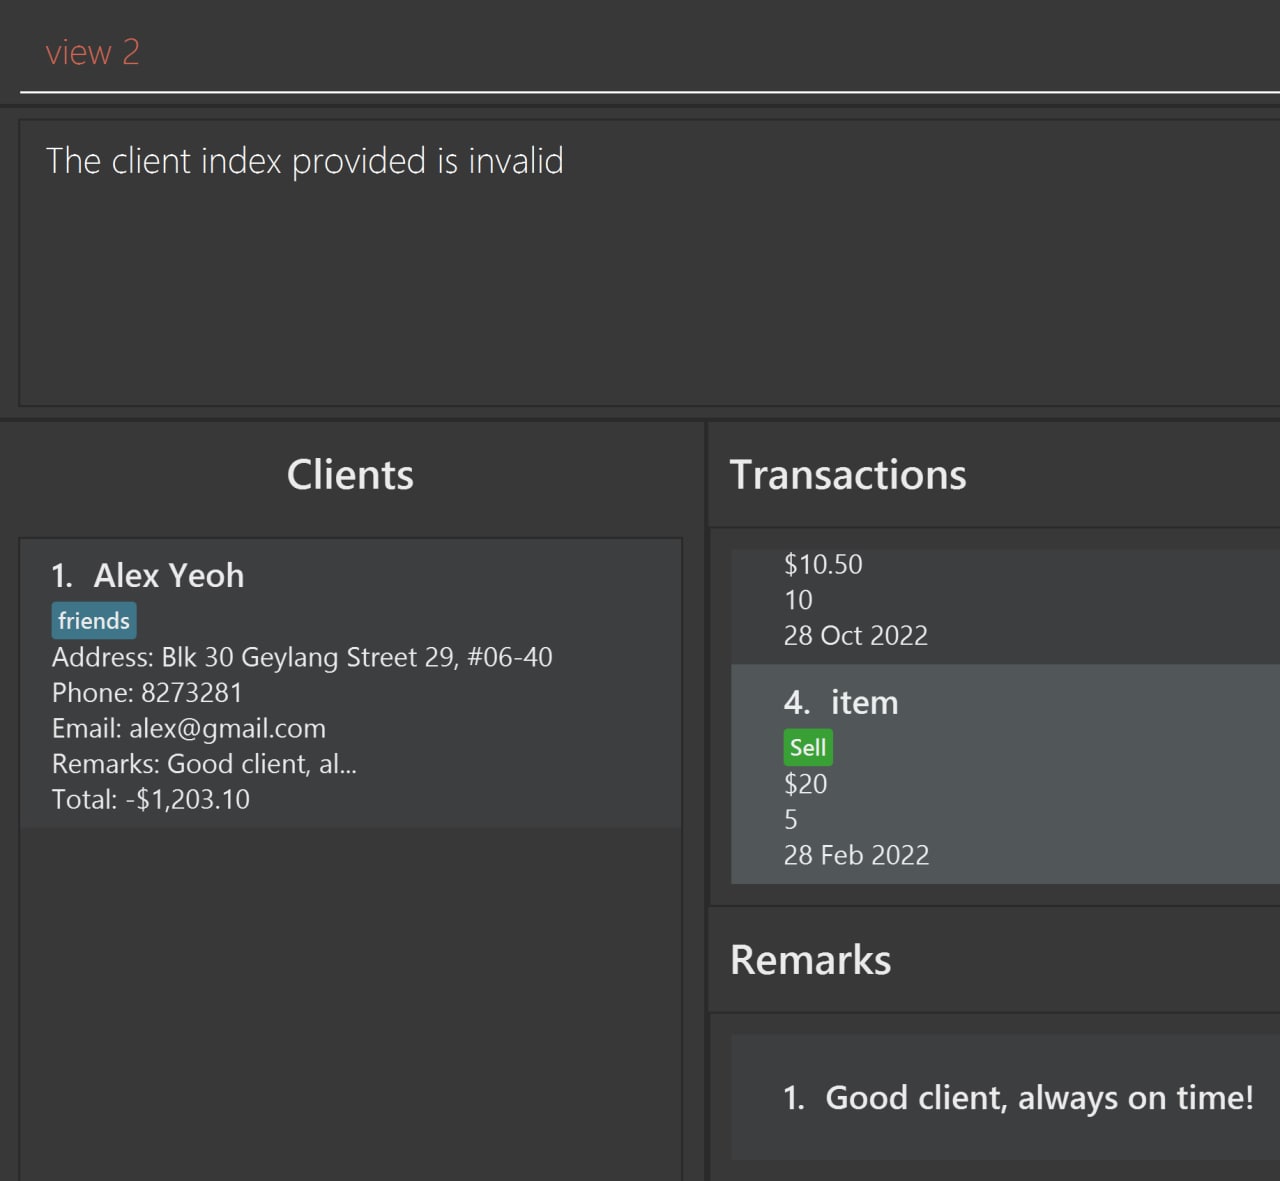 view 2
The client index provided is invalid
Clients
1. Alex Yeoh
friends
Address: Blk 30 Geylang Street 29, #06-40
Phone: 8273281
Email: alex@gmail.com
Remarks: Good client, al...
Total: -$1,203.10
Transactions
$10.50
10
28 Oct 2022
4. item
Sell
$20
5
28 Feb 2022
Remarks
1. Good client, always on time!